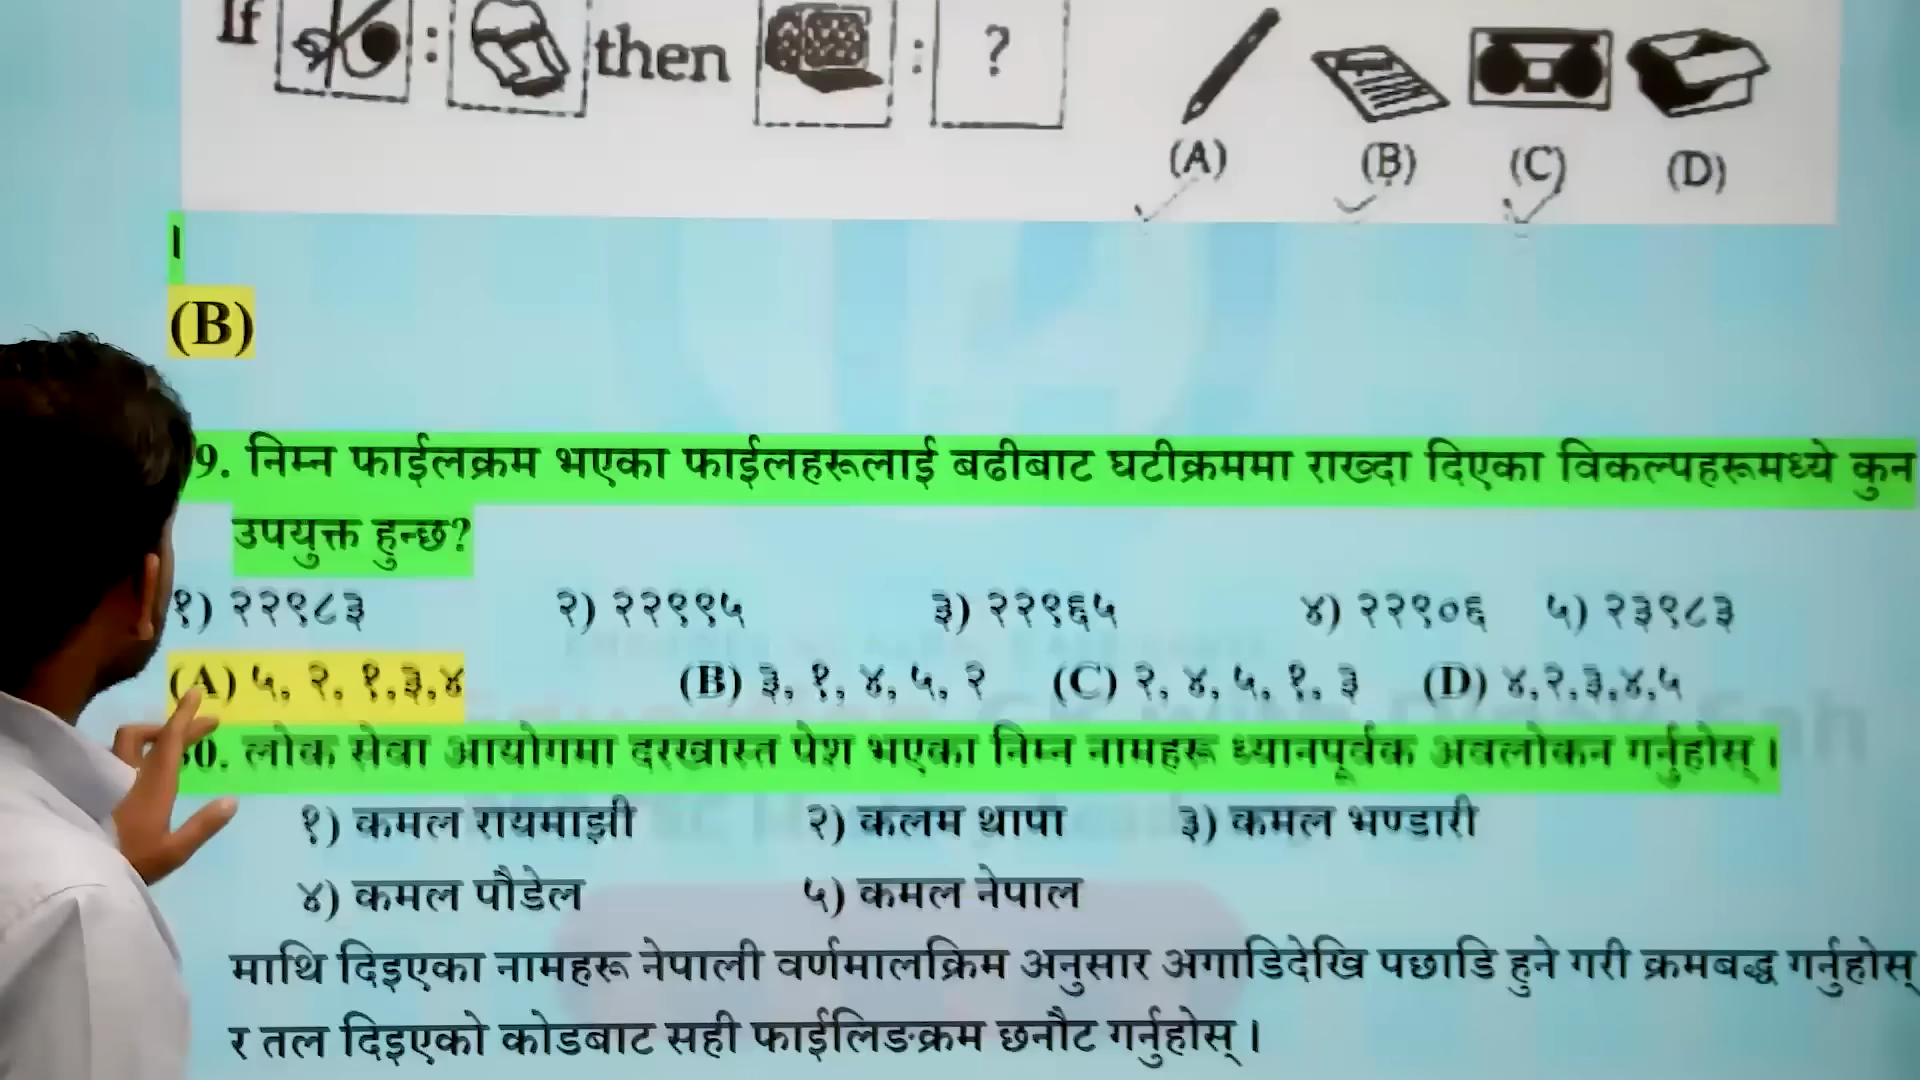 If : then : ?
(A) (B) (C) (D)
।
(B)
9. निम्न फाईलक्रम भएका फाईलहरूलाई बढीबाट घटीक्रममा राख्दा दिएका विकल्पहरूमध्ये कुन
उपयुक्त हुन्छ?
१) २२९८३ २) २२९९५ ३) २२९६५ ४) २२९०६ ५) २३९८३
(A) ५, २, १,३,४ (B) ३, १, ४, ५, २ (C) २, ४, ५, १, ३ (D) ४,२,३,४,५
0. लोक सेवा आयोगमा दरखास्त पेश भएका निम्न नामहरू ध्यानपूर्वक अवलोकन गर्नुहोस् ।
१) कमल रायमाझी २) कलम थापा ३) कमल भण्डारी
४) कमल पौडेल ५) कमल नेपाल
माथि दिइएका नामहरू नेपाली वर्णमालक्रिम अनुसार अगाडिदेखि पछाडि हुने गरी क्रमबद्ध गर्नुहोस्
र तल दिइएको कोडबाट सही फाईलिङक्रम छनौट गर्नुहोस् ।